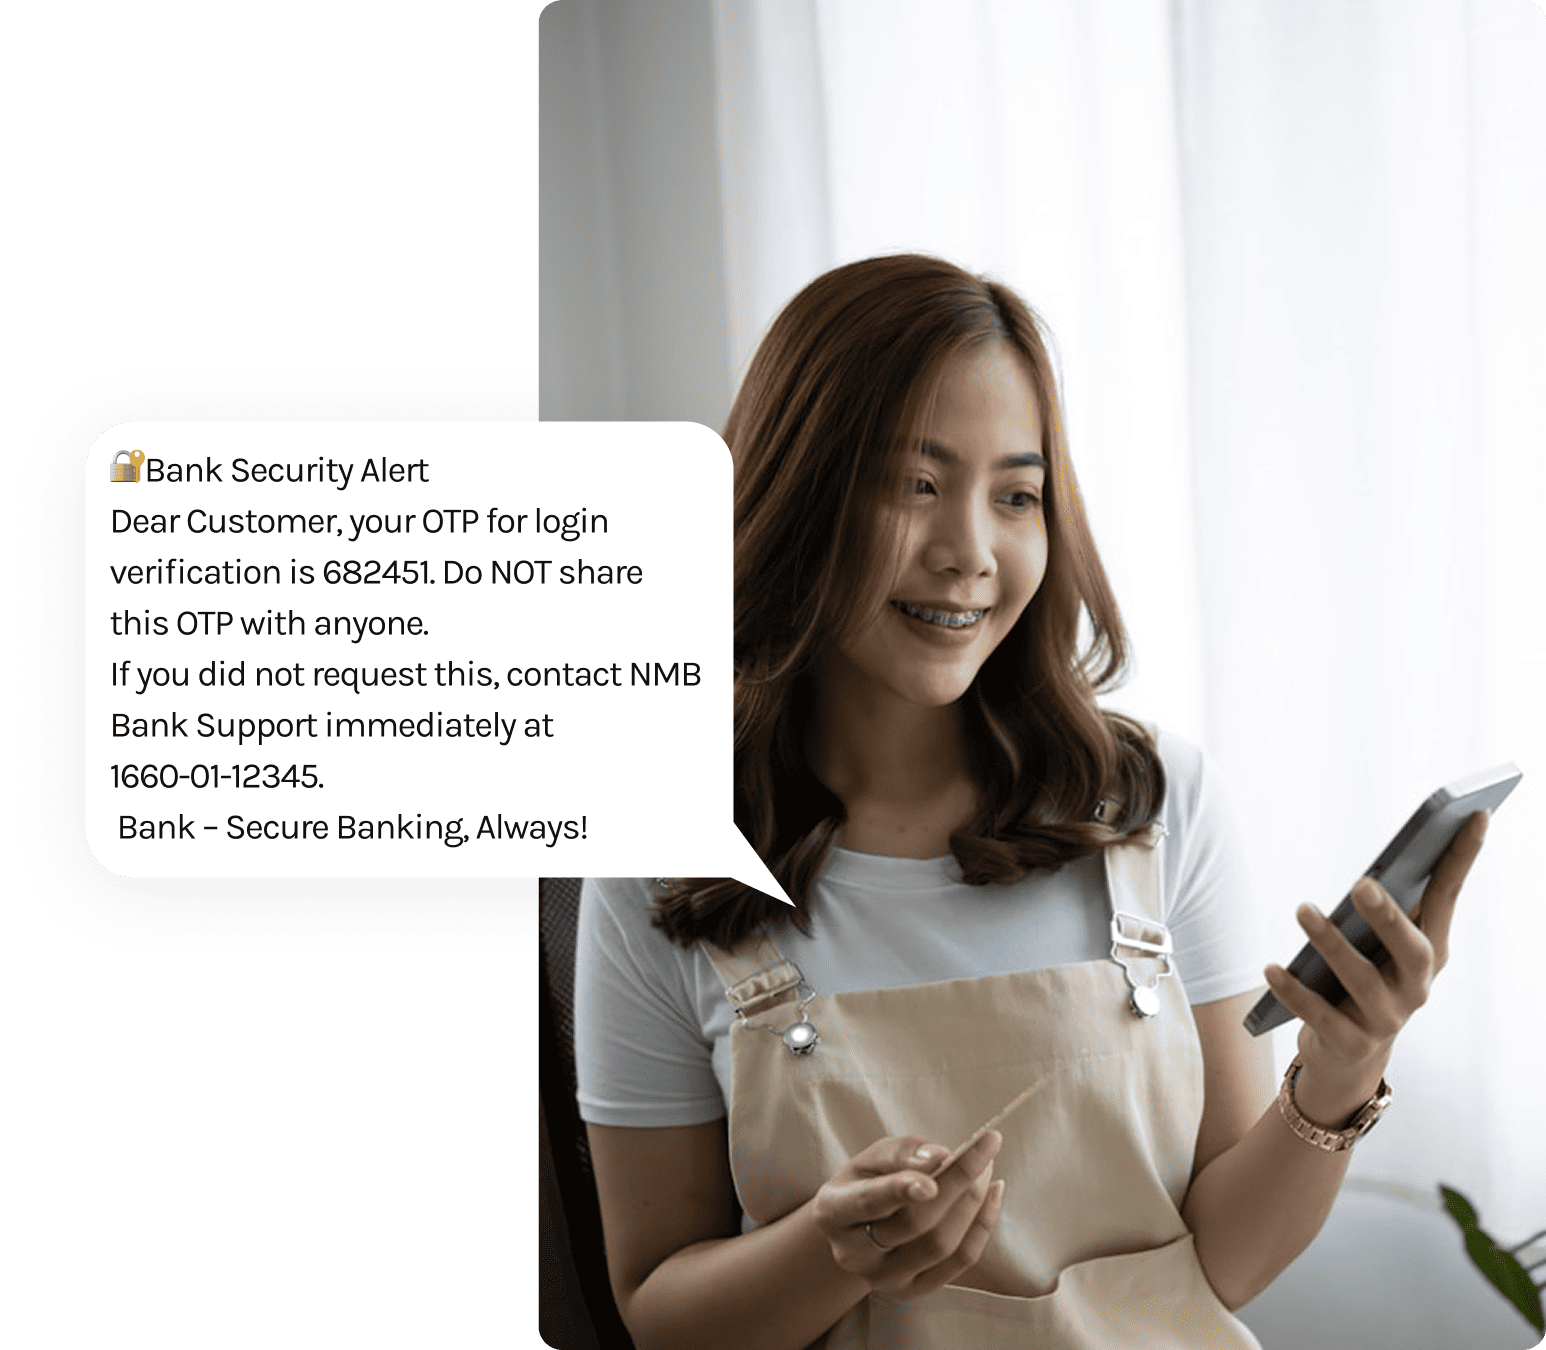 🔐Bank Security Alert
Dear Customer, your OTP for login
verification is 682451. Do NOT share
this OTP with anyone.
If you did not request this, contact NMB
Bank Support immediately at
1660-01-12345.
Bank – Secure Banking, Always!